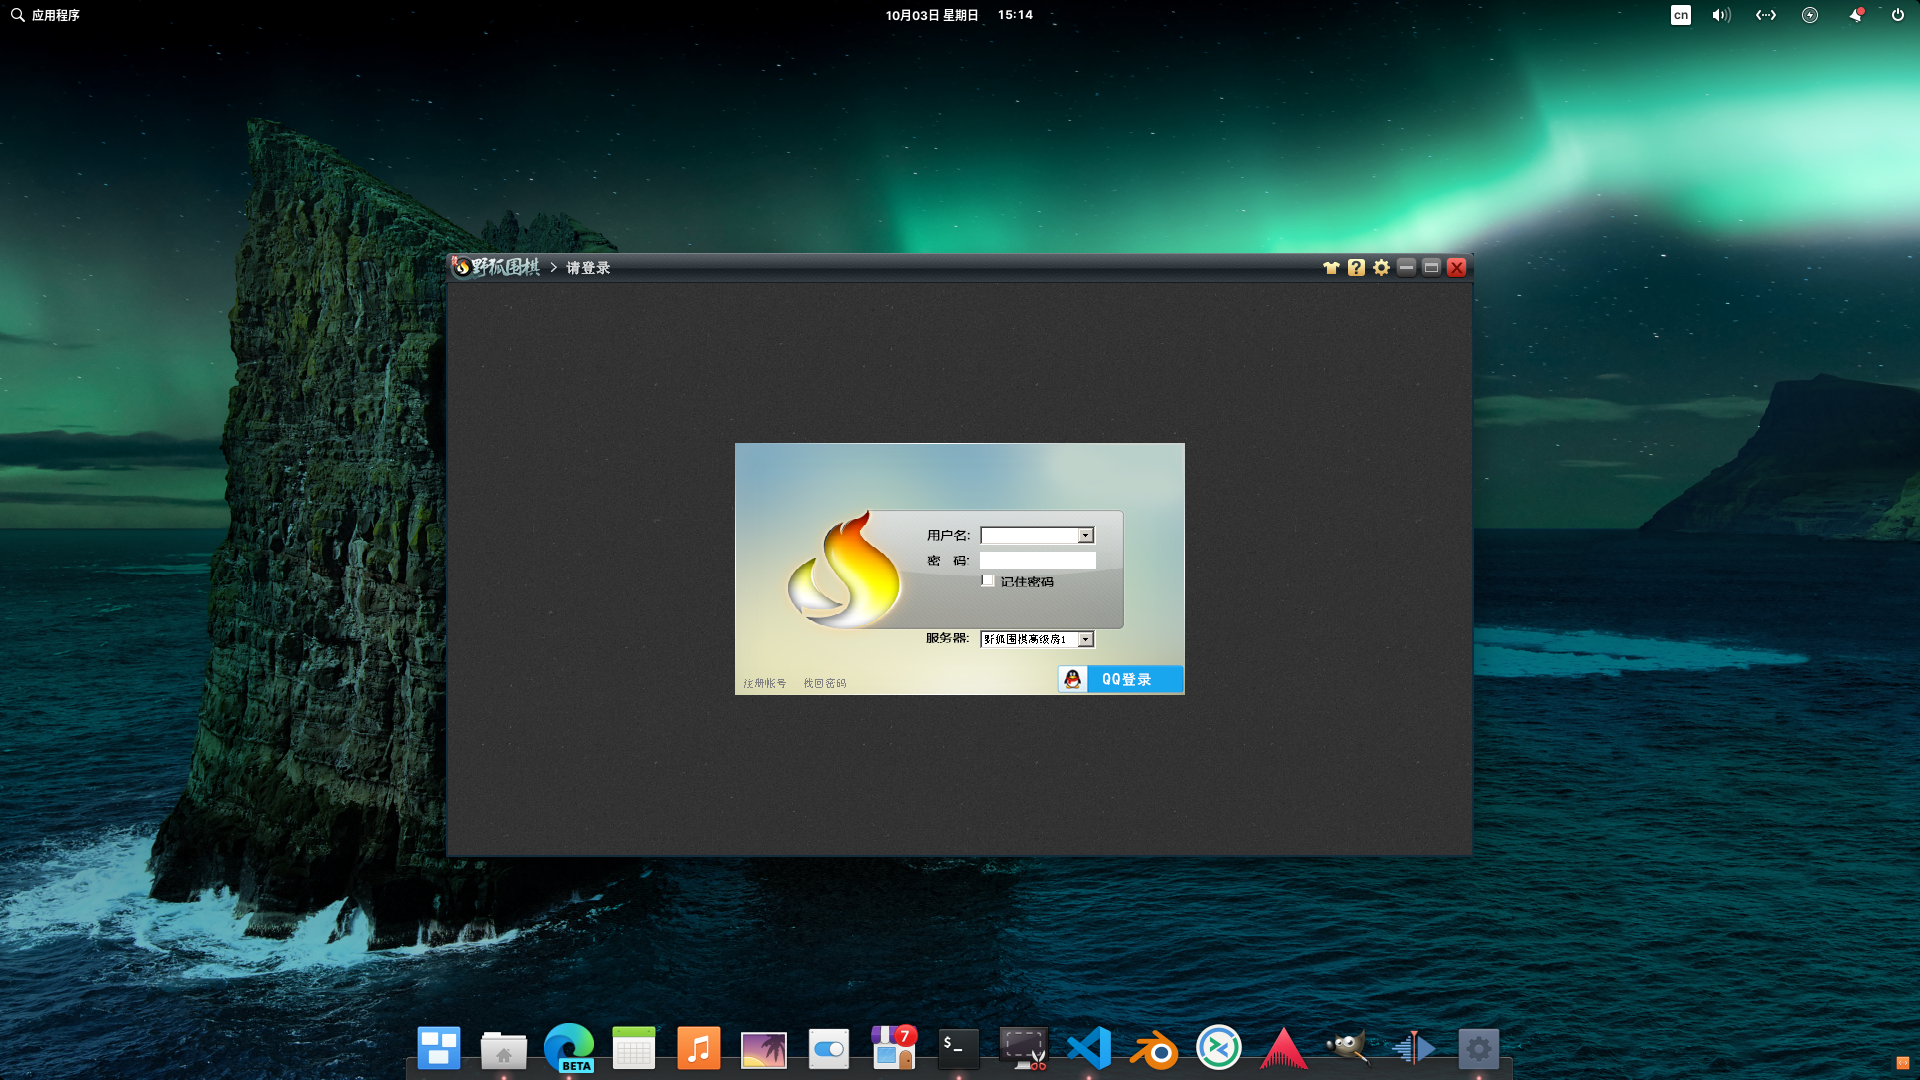 应用程序
10月03日 星期日 15:14
cn
野狐围棋 > 请登录
用户名:
密 码:
记住密码
服务器: 野狐围棋高级房1
注册帐号 找回密码
QQ登录
BETA
7
$_